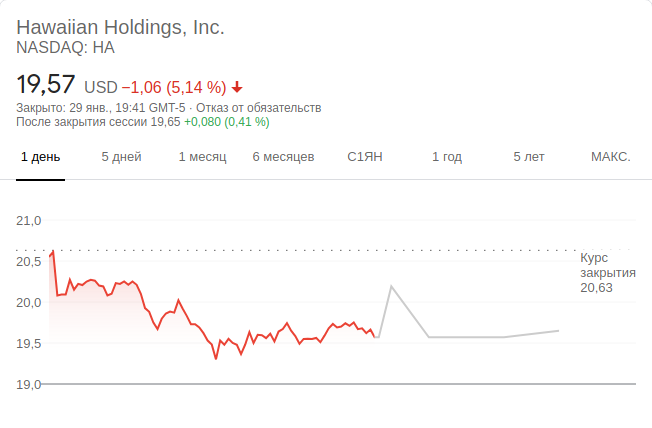 Hawaiian Holdings, Inc.
NASDAQ: HA
19,57 USD −1,06 (5,14 %)
Закрыто: 29 янв., 19:41 GMT-5 · Отказ от обязательств
После закрытия сессии 19,65 +0,080 (0,41 %)
1 день 5 дней 1 месяц 6 месяцев С1ЯН 1 год 5 лет МАКС.
21,0
20,5
20,0
19,5
19,0
Курс
закрытия
20,63